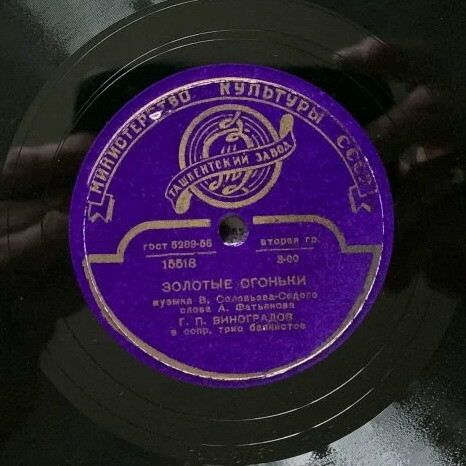 МИНИСТЕРСТВО КУЛЬТУРЫ СССР
ТАШКЕНТСКИЙ ЗАВОД
ГОСТ 5289-56 вторая гр.
15518 3-00
ЗОЛОТЫЕ ОГОНЬКИ
музыка В. Соловьева-Седого
слова А. Фатьянова
Г. П. ВИНОГРАДОВ
в сопр. трио баянистов